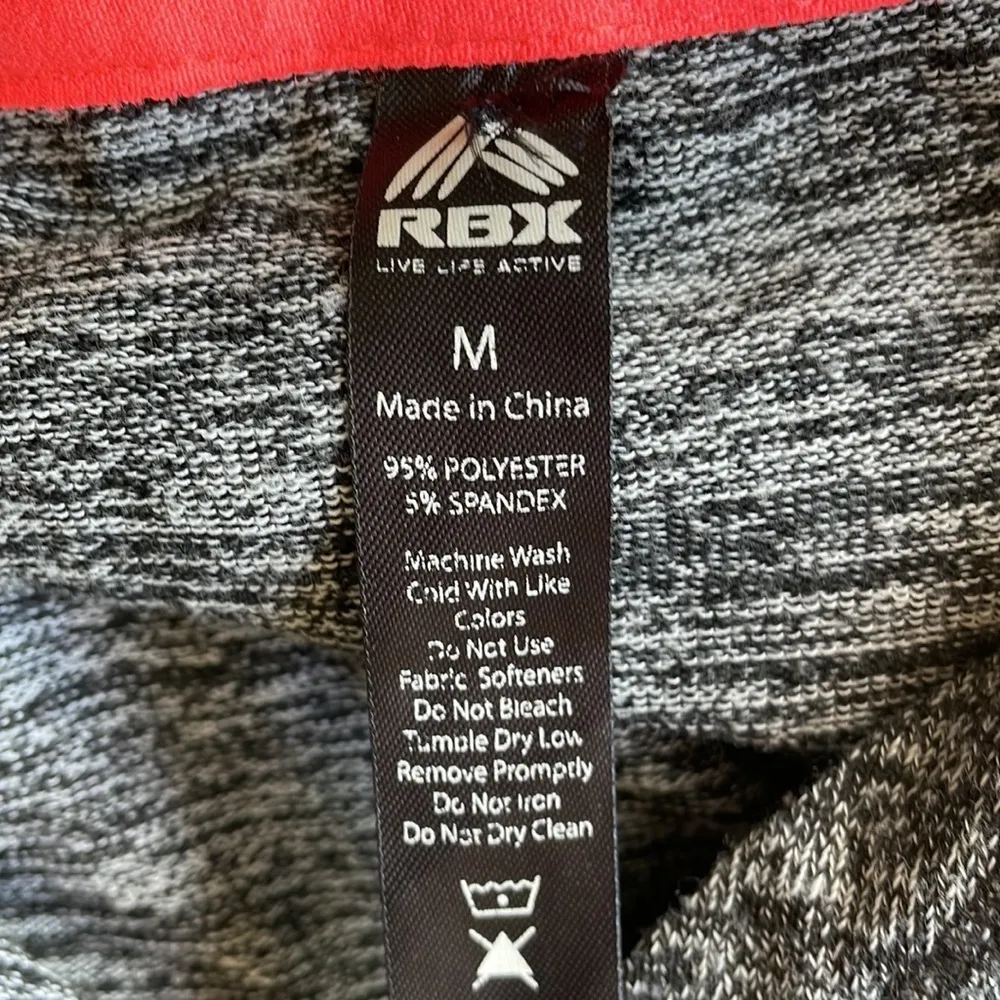 RBX
LIVE LIFE ACTIVE
M
Made in China
95% POLYESTER
5% SPANDEX
Machine Wash
Cold With Like
Colors
Do Not Use
Fabric Softeners
Do Not Bleach
Tumble Dry Low
Remove Promptly
Do Not Iron
Do Not Dry Clean